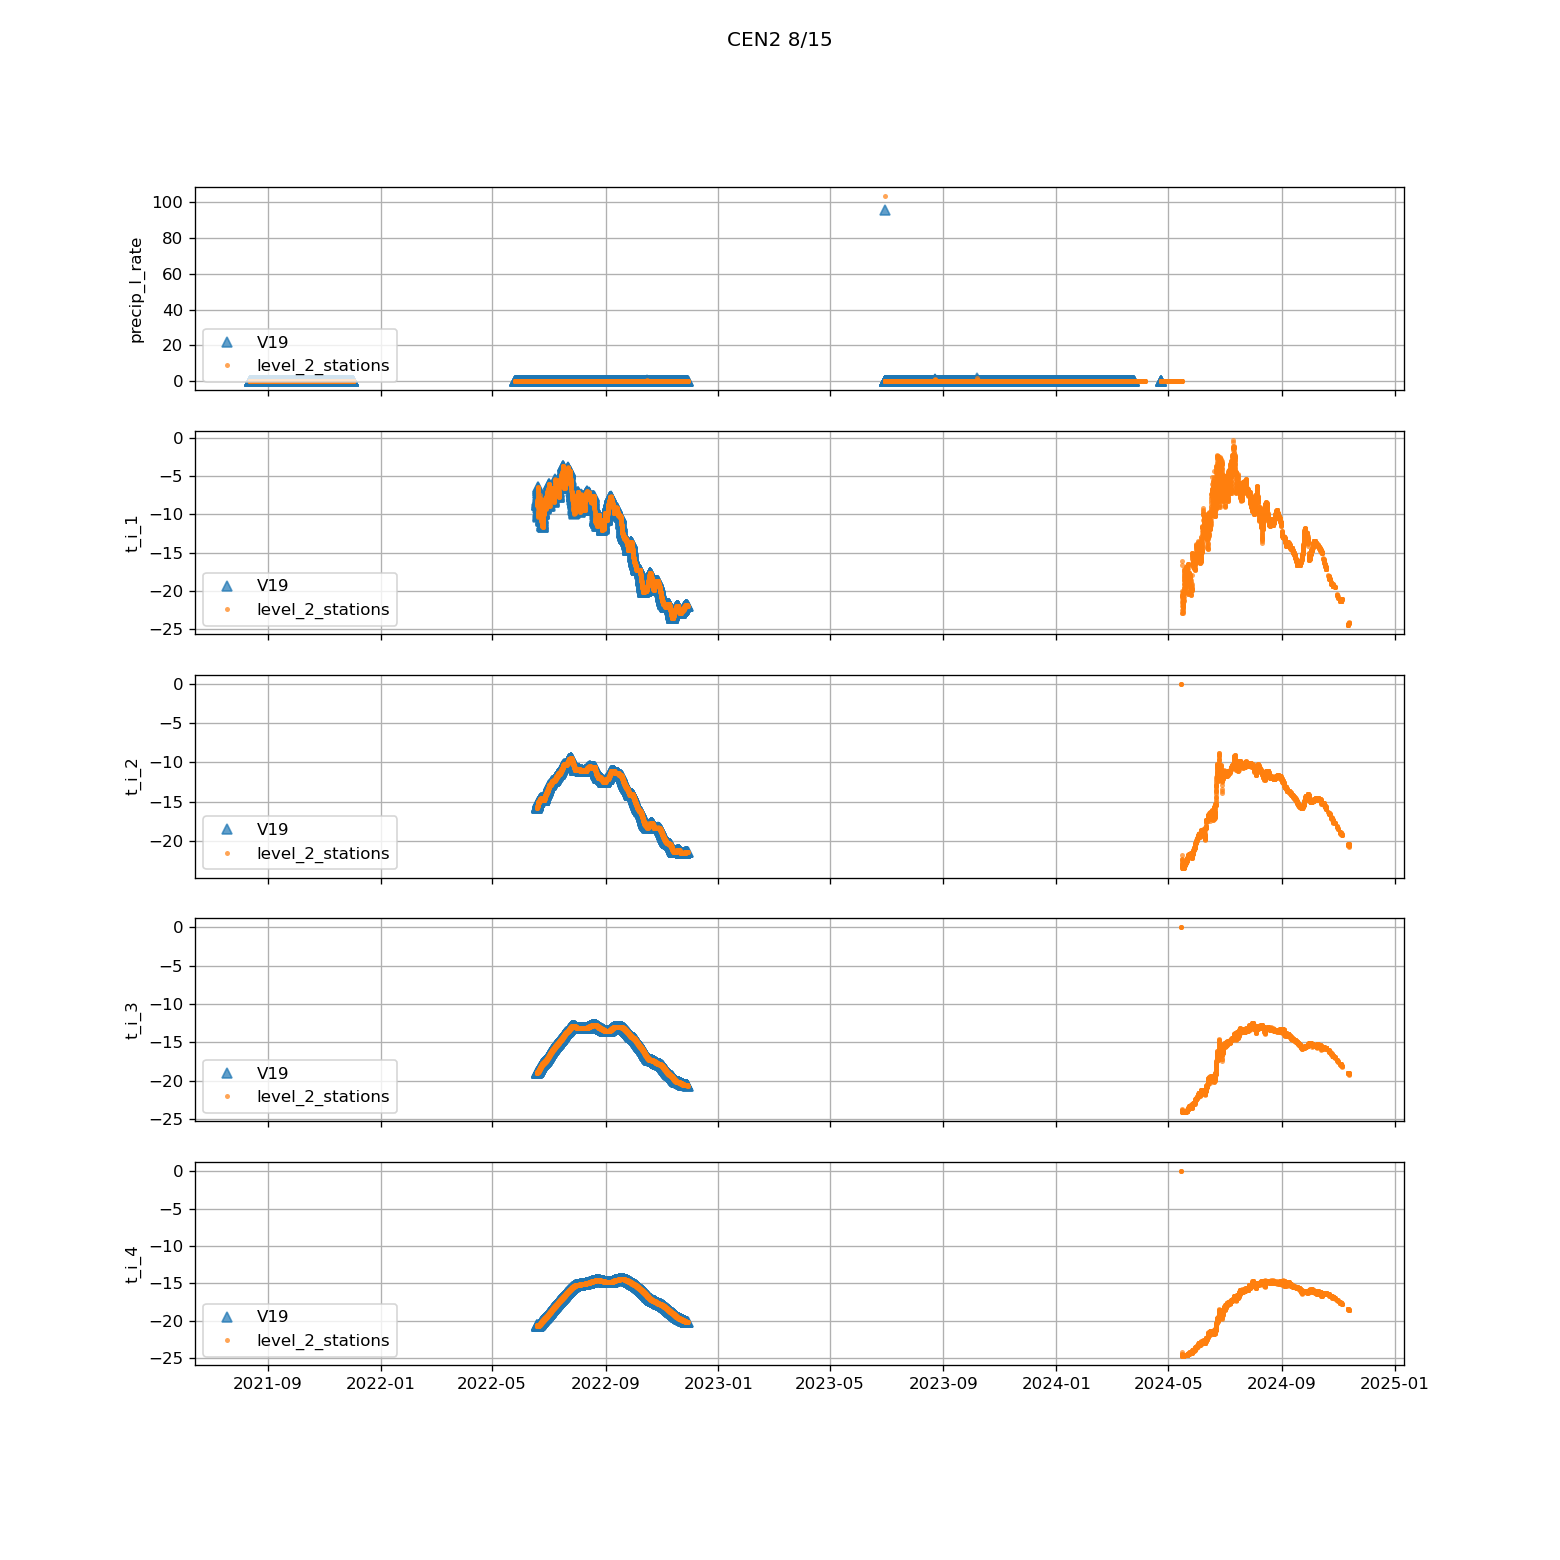 CEN2 8/15
100
80
60
40
20
0
precip_l_rate
V19
level_2_stations
0
−5
−10
−15
−20
−25
t_i_1
V19
level_2_stations
0
−5
−10
−15
−20
t_i_2
V19
level_2_stations
0
−5
−10
−15
−20
−25
t_i_3
V19
level_2_stations
0
−5
−10
−15
−20
−25
t_i_4
V19
level_2_stations
2021-09 2022-01 2022-05 2022-09 2023-01 2023-05 2023-09 2024-01 2024-05 2024-09 2025-01